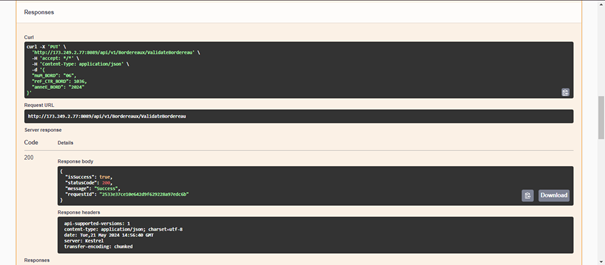 Responses
Curl
curl -X 'PUT' \
'http://173.249.2.77:8089/api/v1/Bordereaux/ValidateBordereau' \
-H 'accept: */*' \
-H 'Content-Type: application/json' \
-d '{
"nuM_BORD": "06",
"reF_CTR_BORD": 1026,
"anneE_BORD": "2024"
}'
Request URL
http://173.249.2.77:8089/api/v1/Bordereaux/ValidateBordereau
Server response
Code Details
200
Response body
{
"isSuccess": true,
"statusCode": 200,
"message": "Success",
"requestId": "2533e37ce10e642d9f629228a97edc6b"
}
Download
Response headers
api-supported-versions: 1
content-type: application/json; charset=utf-8
date: Tue,21 May 2024 14:56:40 GMT
server: Kestrel
transfer-encoding: chunked
Responses